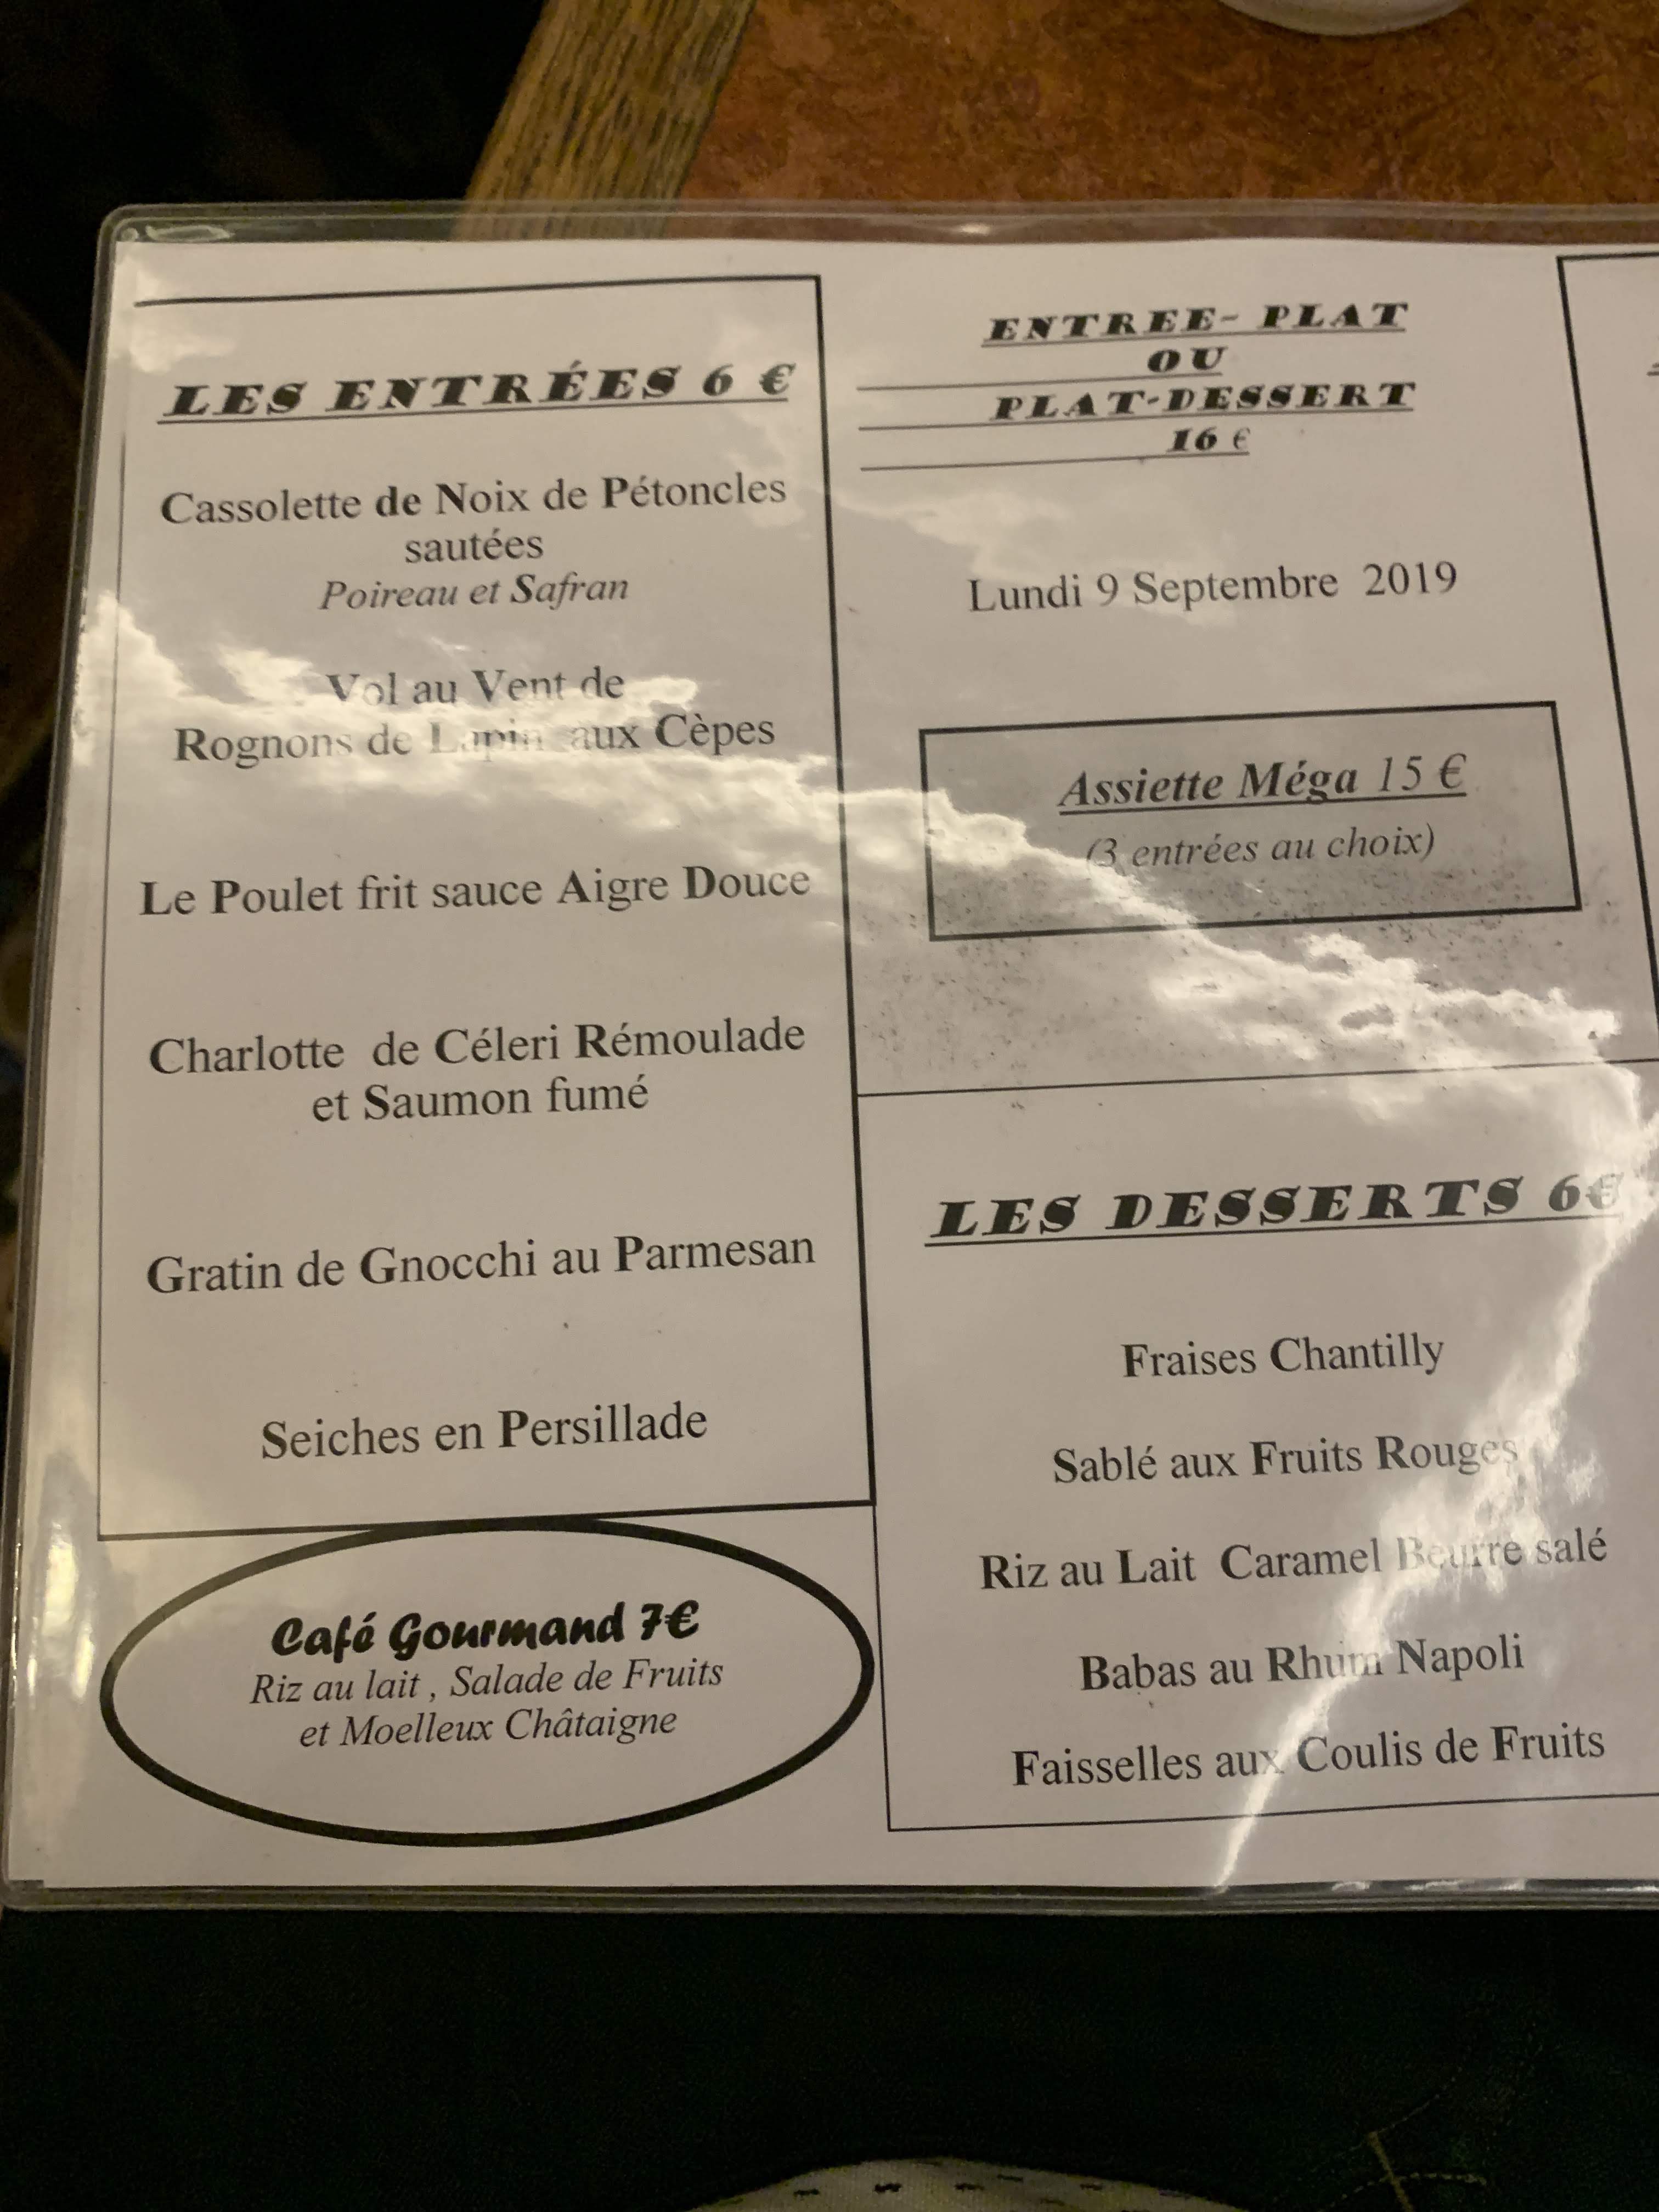 LES ENTRÉES 6 €
Cassolette de Noix de Pétoncles
sautées
Poireau et Safran
Vol au Vent de
Rognons de Lapin aux Cèpes
Le Poulet frit sauce Aigre Douce
Charlotte de Céleri Rémoulade
et Saumon fumé
Gratin de Gnocchi au Parmesan
Seiches en Persillade
Café Gourmand 7€
Riz au lait , Salade de Fruits
et Moelleux Châtaigne
ENTREE- PLAT
OU
PLAT-DESSERT
16 €
Lundi 9 Septembre 2019
Assiette Méga 15 €
(3 entrées au choix)
LES DESSERTS 6€
Fraises Chantilly
Sablé aux Fruits Rouges
Riz au Lait Caramel Beurre salé
Babas au Rhum Napoli
Faisselles aux Coulis de Fruits